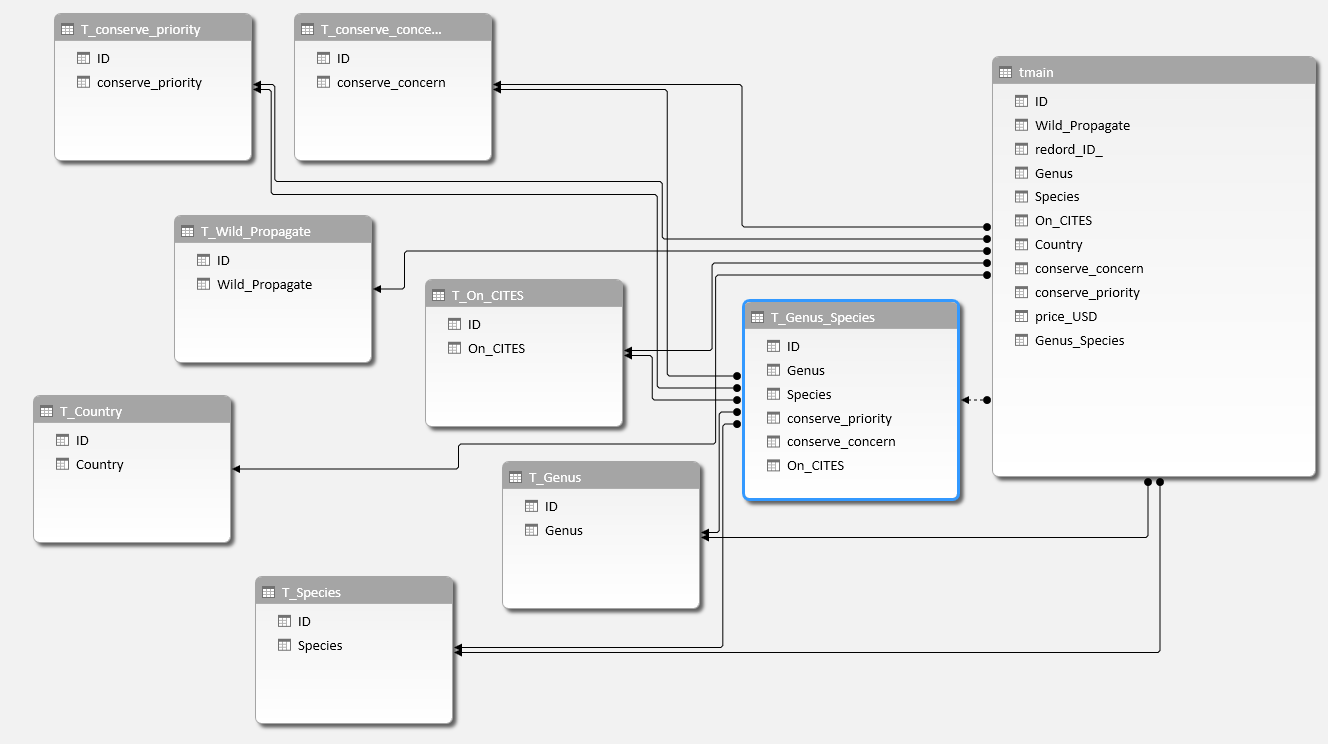 T_conserve_priority
ID
conserve_priority
T_conserve_conce...
ID
conserve_concern
tmain
ID
Wild_Propagate
redord_ID_
Genus
Species
On_CITES
Country
conserve_concern
conserve_priority
price_USD
Genus_Species
T_Wild_Propagate
ID
Wild_Propagate
T_On_CITES
ID
On_CITES
T_Genus_Species
ID
Genus
Species
conserve_priority
conserve_concern
On_CITES
T_Country
ID
Country
T_Genus
ID
Genus
T_Species
ID
Species